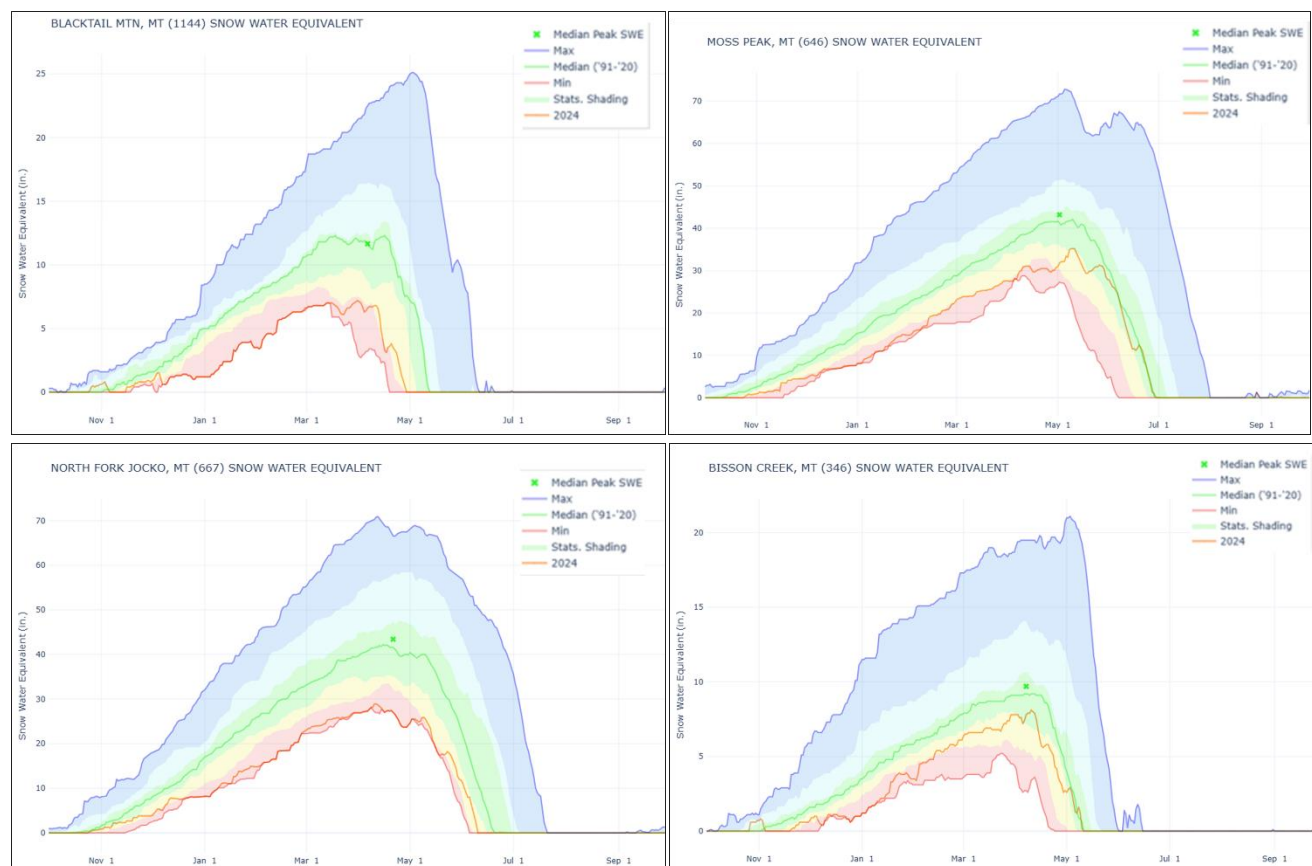 BLACKTAIL MTN, MT (1144) SNOW WATER EQUIVALENT
Median Peak SWE
Max
Median ('91-'20)
Min
Stats. Shading
2024
Snow Water Equivalent (in.)
25
20
15
10
5
0
Nov 1
Jan 1
Mar 1
May 1
Jul 1
Sep 1
MOSS PEAK, MT (646) SNOW WATER EQUIVALENT
Median Peak SWE
Max
Median ('91-'20)
Min
Stats. Shading
2024
Snow Water Equivalent (in.)
70
60
50
40
30
20
10
0
Nov 1
Jan 1
Mar 1
May 1
Jul 1
Sep 1
NORTH FORK JOCKO, MT (667) SNOW WATER EQUIVALENT
Median Peak SWE
Max
Median ('91-'20)
Min
Stats. Shading
2024
Snow Water Equivalent (in.)
70
60
50
40
30
20
10
0
Nov 1
Jan 1
Mar 1
May 1
Jul 1
Sep 1
BISSON CREEK, MT (346) SNOW WATER EQUIVALENT
Median Peak SWE
Max
Median ('91-'20)
Min
Stats. Shading
2024
Snow Water Equivalent (in.)
20
15
10
5
0
Nov 1
Jan 1
Mar 1
May 1
Jul 1
Sep 1